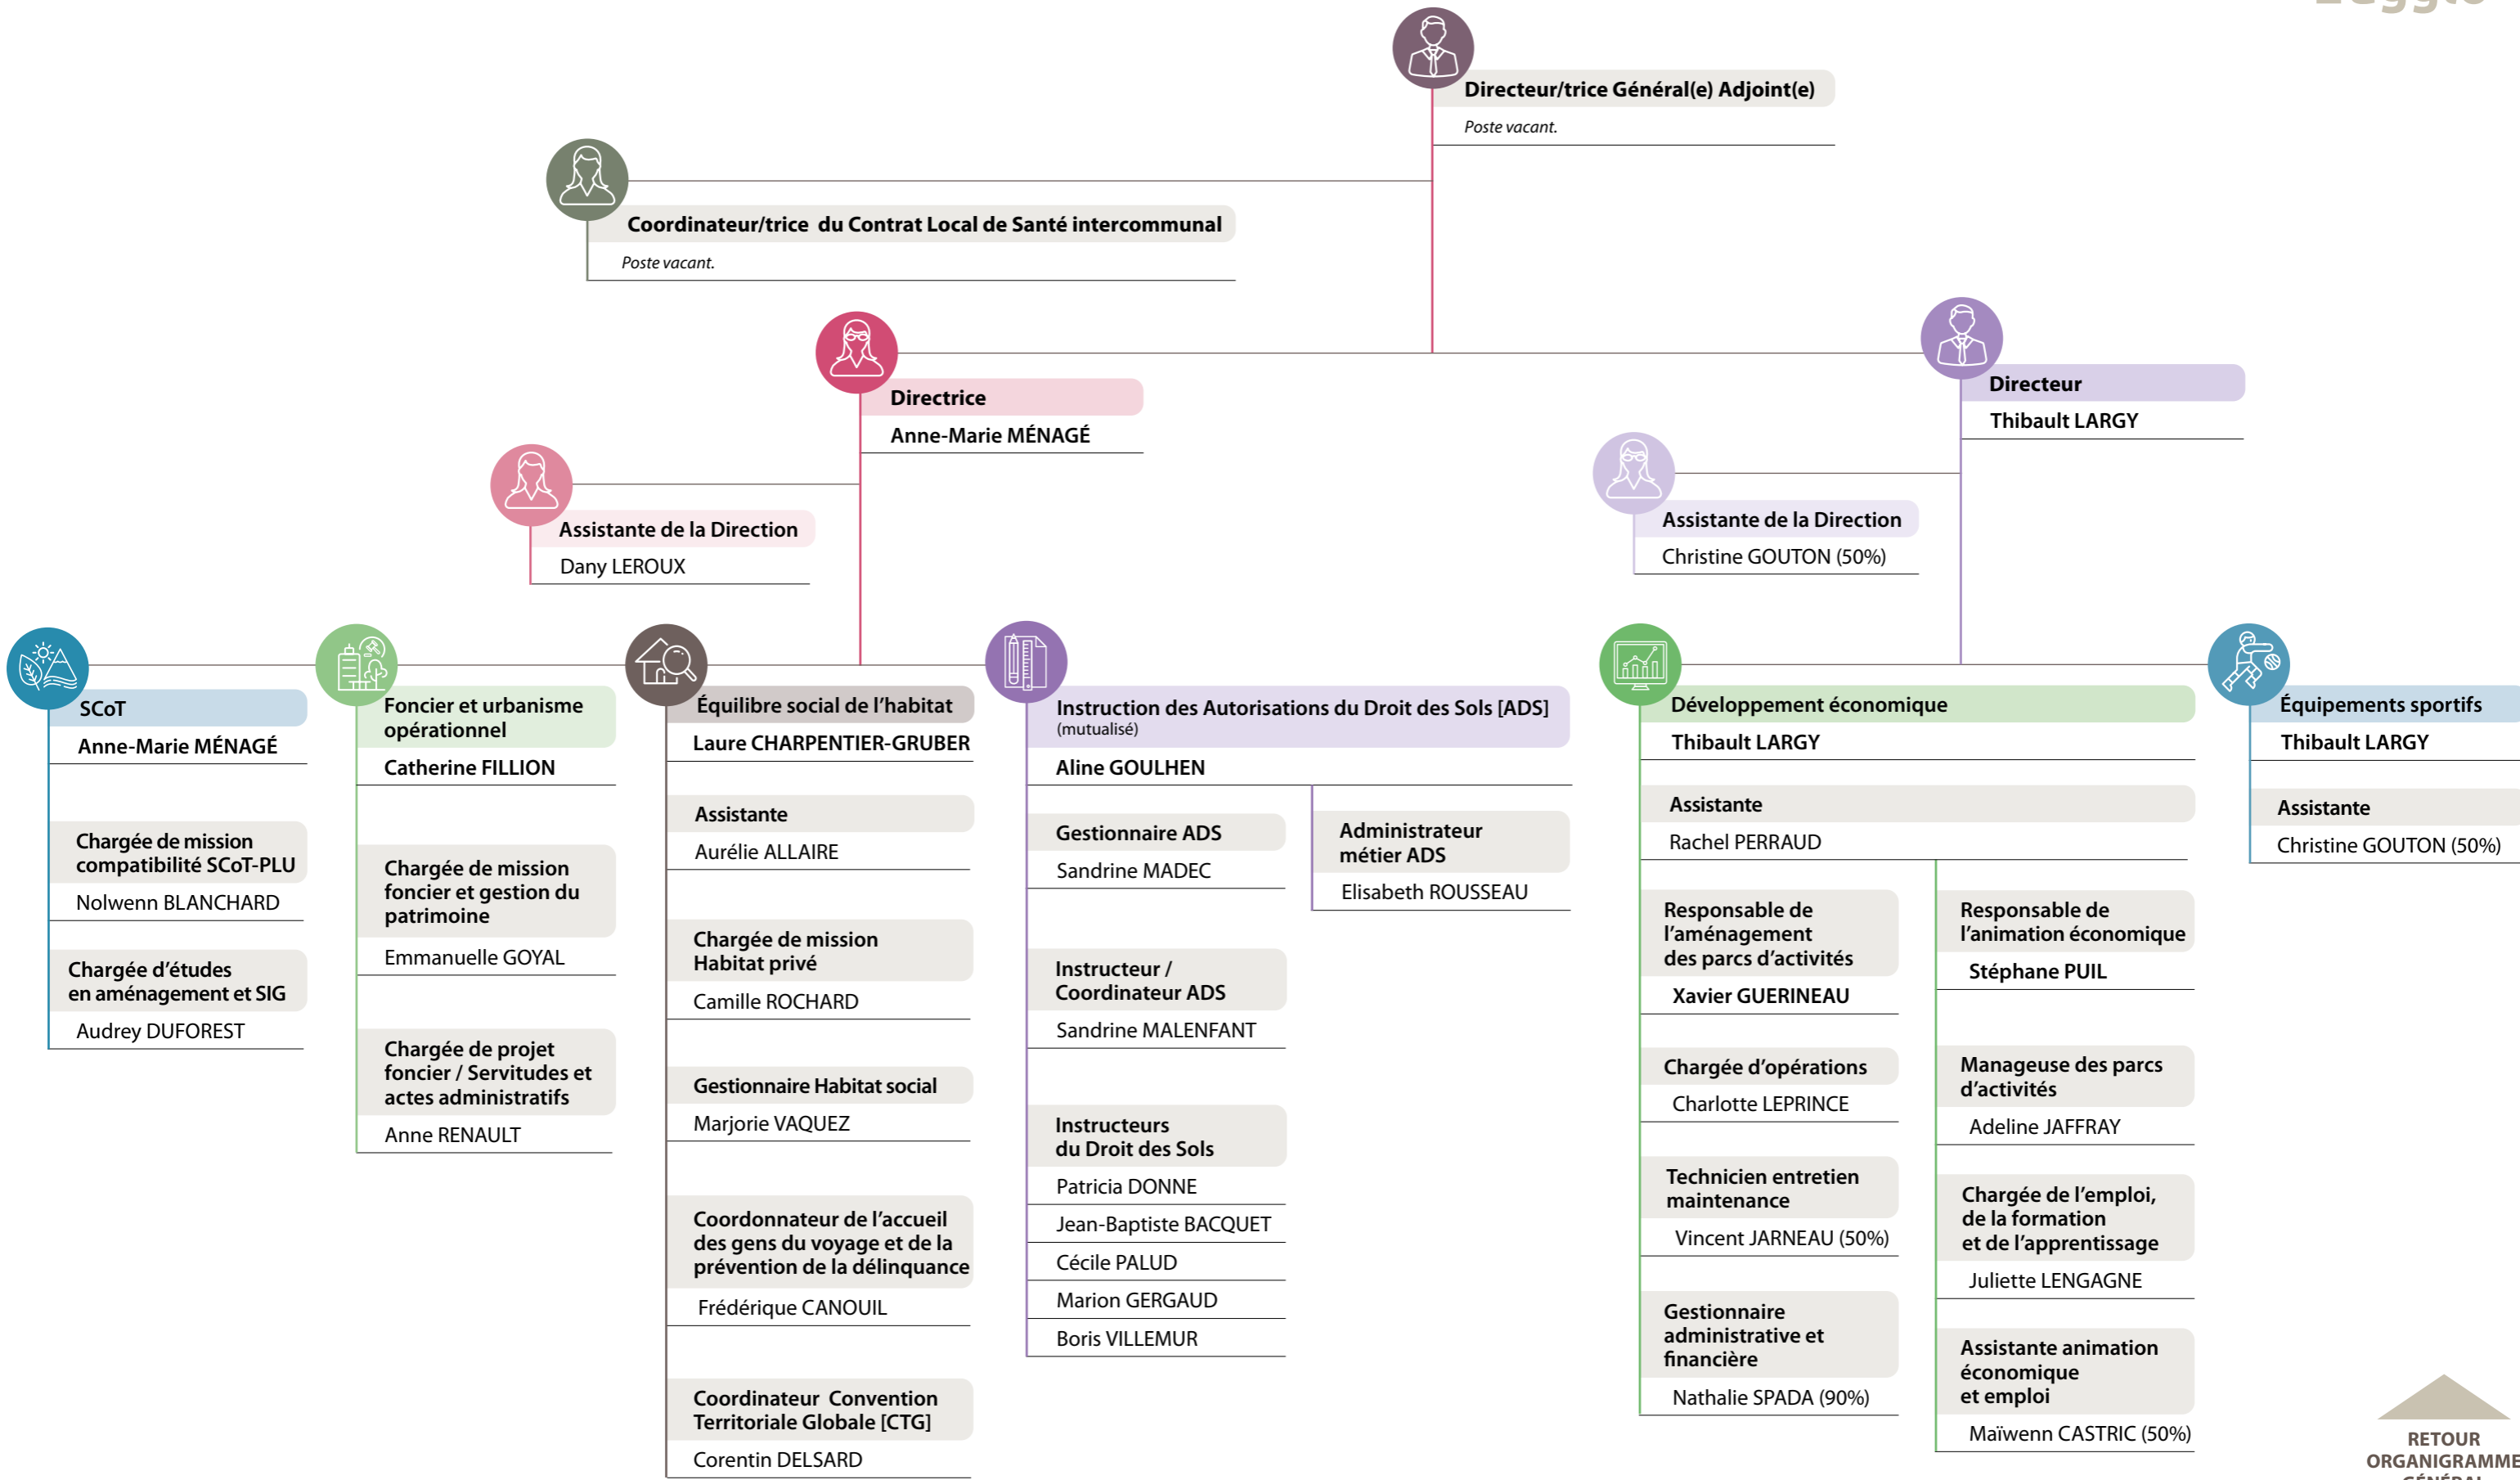 Directeur/trice Général(e) Adjoint(e)
Poste vacant.
Coordinateur/trice du Contrat Local de Santé intercommunal
Poste vacant.
Directrice
Anne-Marie MÉNAGÉ
Directeur
Thibault LARGY
Assistante de la Direction
Dany LEROUX
Assistante de la Direction
Christine GOUTON (50%)
SCoT
Anne-Marie MÉNAGÉ
Chargée de mission
compatibilité SCoT-PLU
Nolwenn BLANCHARD
Chargée d'études
en aménagement et SIG
Audrey DUFOREST
Foncier et urbanisme
opérationnel
Catherine FILLION
Chargée de mission
foncier et gestion du
patrimoine
Emmanuelle GOYAL
Chargée de projet
foncier / Servitudes et
actes administratifs
Anne RENAULT
Équilibre social de l'habitat
Laure CHARPENTIER-GRUBER
Assistante
Aurélie ALLAIRE
Chargée de mission
Habitat privé
Camille ROCHARD
Gestionnaire Habitat social
Marjorie VAQUEZ
Coordonnateur de l'accueil
des gens du voyage et de la
prévention de la délinquance
Frédérique CANOUIL
Coordinateur Convention
Territoriale Globale [CTG]
Corentin DELSARD
Instruction des Autorisations du Droit des Sols [ADS]
(mutualisé)
Aline GOULHEN
Gestionnaire ADS
Sandrine MADEC
Administrateur
métier ADS
Elisabeth ROUSSEAU
Instructeur /
Coordinateur ADS
Sandrine MALENFANT
Instructeurs
du Droit des Sols
Patricia DONNE
Jean-Baptiste BACQUET
Cécile PALUD
Marion GERGAUD
Boris VILLEMUR
Développement économique
Thibault LARGY
Assistante
Rachel PERRAUD
Responsable de
l'aménagement
des parcs d'activités
Xavier GUERINEAU
Chargée d'opérations
Charlotte LEPRINCE
Technicien entretien
maintenance
Vincent JARNEAU (50%)
Gestionnaire
administrative et
financière
Nathalie SPADA (90%)
Responsable de
l'animation économique
Stéphane PUIL
Manageuse des parcs
d'activités
Adeline JAFFRAY
Chargée de l'emploi,
de la formation
et de l'apprentissage
Juliette LENGAGNE
Assistante animation
économique
et emploi
Maïwenn CASTRIC (50%)
Équipements sportifs
Thibault LARGY
Assistante
Christine GOUTON (50%)
RETOUR
ORGANIGRAMME
GÉNÉRAL